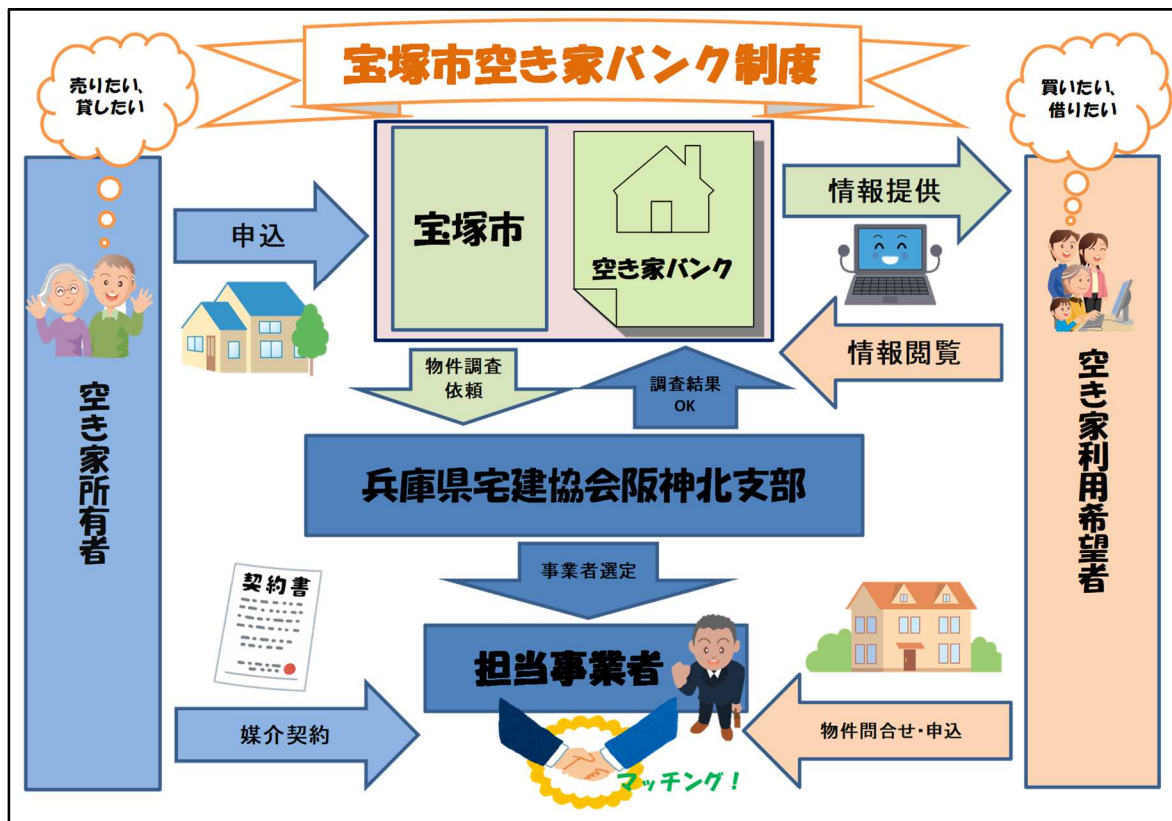 宝塚市空き家バンク制度
売りたい、
貸したい
買いたい、
借りたい
申込
宝塚市
空き家バンク
情報提供
情報閲覧
物件調査
依頼
調査結果
OK
空き家所有者
空き家利用希望者
兵庫県宅建協会阪神北支部
事業者選定
契約書
担当事業者
媒介契約
物件問合せ・申込
マッチング！